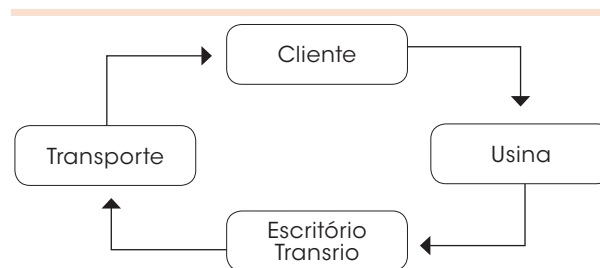 Cliente
Transporte
Usina
Escritório
Transrio